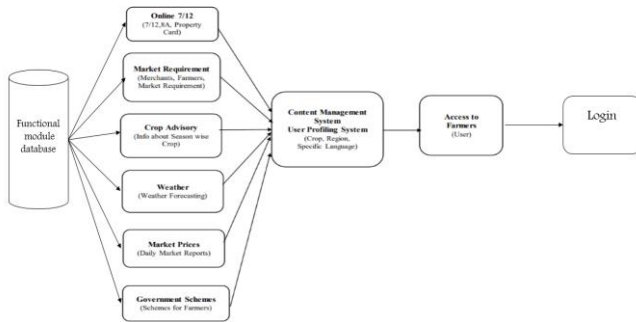 Functional
module
database
Online 7/12
(7/12,8A, Property
Card)
Market Requirement
(Merchants, Farmers,
Market Requirement)
Crop Advisory
(Info about Season wise
Crop)
Weather
(Weather Forecasting)
Market Prices
(Daily Market Reports)
Government Schemes
(Schemes for Farmers)
Content Management
System
User Profiling System
(Crop, Region,
Specific Language)
Access to
Farmers
(User)
Login